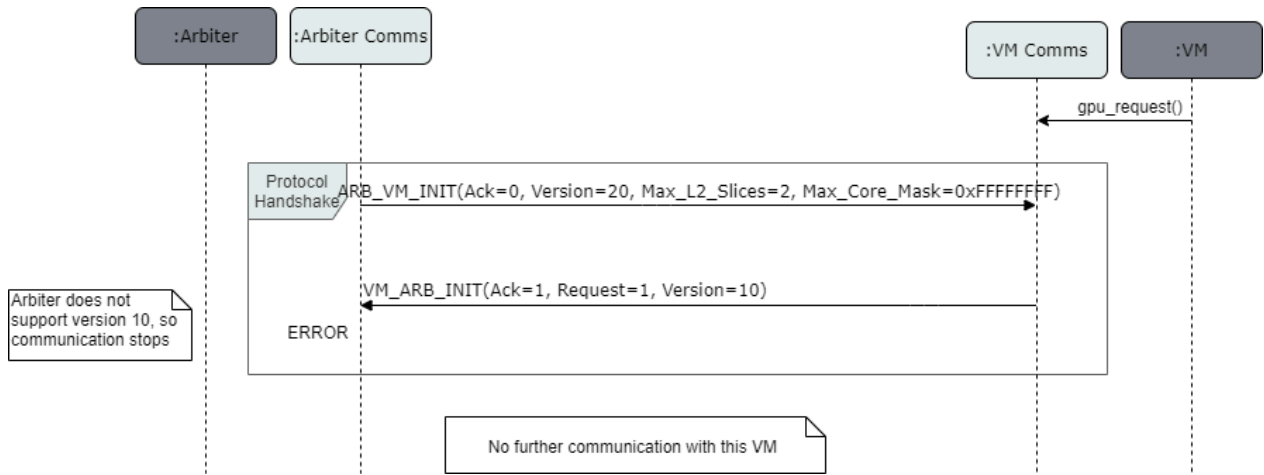 :Arbiter
:Arbiter Comms
:VM Comms
:VM
gpu_request()
Protocol
Handshake
ARB_VM_INIT(Ack=0, Version=20, Max_L2_Slices=2, Max_Core_Mask=0xFFFFFFFF)
VM_ARB_INIT(Ack=1, Request=1, Version=10)
Arbiter does not
support version 10, so
communication stops
ERROR
No further communication with this VM